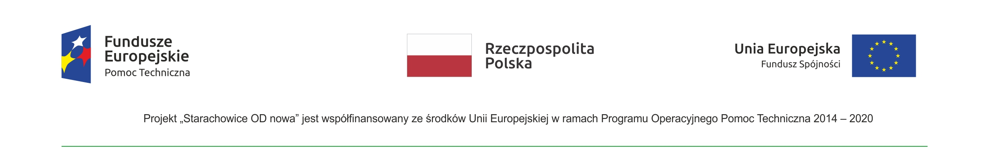 Fundusze
Europejskie
Pomoc Techniczna
Rzeczpospolita
Polska
Unia Europejska
Fundusz Spójności
Projekt „Starachowice OD nowa” jest współfinansowany ze środków Unii Europejskiej w ramach Programu Operacyjnego Pomoc Techniczna 2014 – 2020